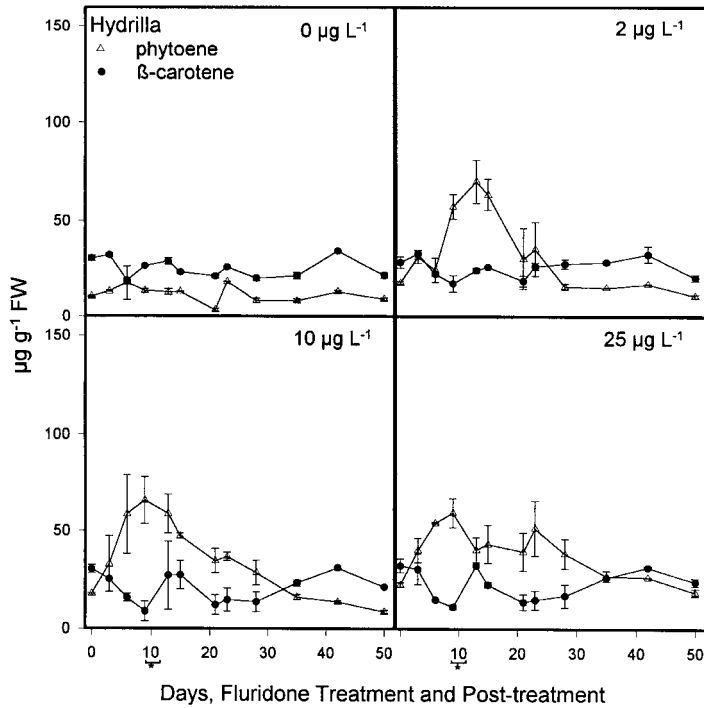 Hydrilla
△ phytoene
● ß-carotene
0 µg L⁻¹
2 µg L⁻¹
150
100
50
0
10 µg L⁻¹
25 µg L⁻¹
150
100
50
0
µg g⁻¹ FW
0 10 20 30 40 50
0 10 20 30 40 50
* *
Days, Fluridone Treatment and Post-treatment